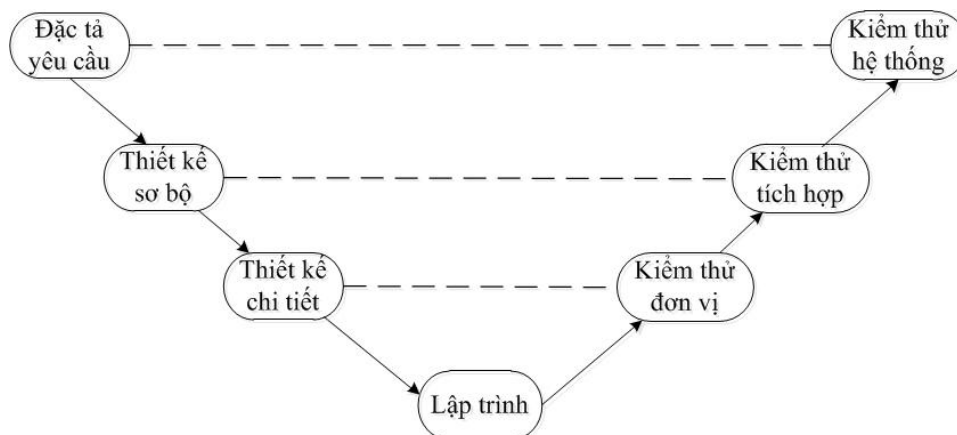 Đặc tả
yêu cầu
Kiểm thử
hệ thống
Thiết kế
sơ bộ
Kiểm thử
tích hợp
Thiết kế
chi tiết
Kiểm thử
đơn vị
Lập trình